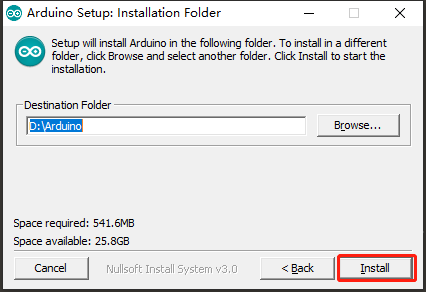 Arduino Setup: Installation Folder
Setup will install Arduino in the following folder. To install in a different
folder, click Browse and select another folder. Click Install to start the
installation.
Destination Folder
D:\Arduino
Browse...
Space required: 541.6MB
Space available: 25.8GB
Cancel
Nullsoft Install System v3.0
< Back
Install